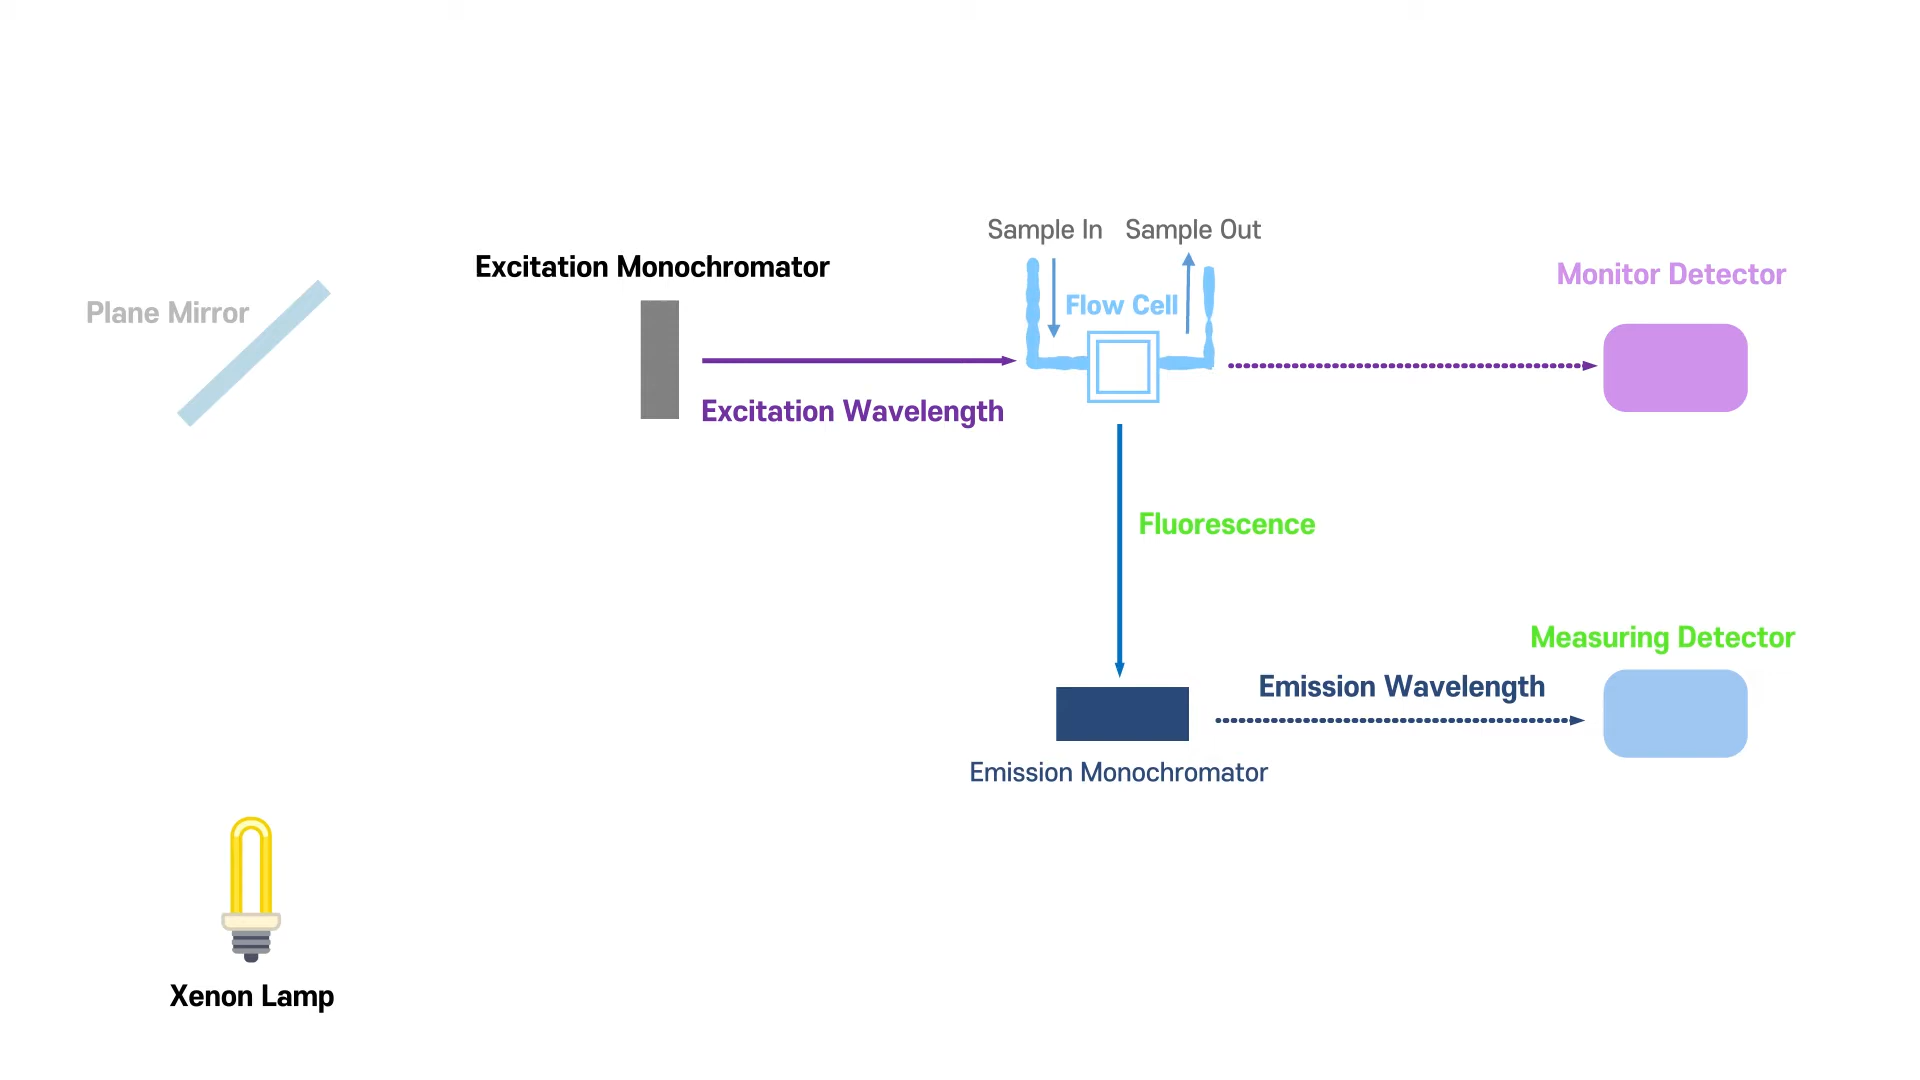 Sample In
Sample Out
Excitation Monochromator
Monitor Detector
Plane Mirror
Flow Cell
Excitation Wavelength
Fluorescence
Measuring Detector
Emission Wavelength
Emission Monochromator
Xenon Lamp